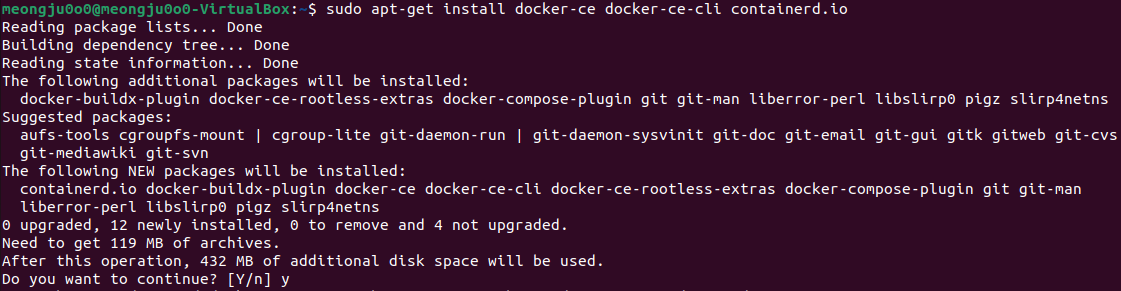 meongju0o0@meongju0o0-VirtualBox:~$ sudo apt-get install docker-ce docker-ce-cli containerd.io
Reading package lists... Done
Building dependency tree... Done
Reading state information... Done
The following additional packages will be installed:
  docker-buildx-plugin docker-ce-rootless-extras docker-compose-plugin git git-man liberror-perl libslirp0 pigz slirp4netns
Suggested packages:
  aufs-tools cgroupfs-mount | cgroup-lite git-daemon-run | git-daemon-sysvinit git-doc git-email git-gui gitk gitweb git-cvs
  git-mediawiki git-svn
The following NEW packages will be installed:
  containerd.io docker-buildx-plugin docker-ce docker-ce-cli docker-ce-rootless-extras docker-compose-plugin git git-man
  liberror-perl libslirp0 pigz slirp4netns
0 upgraded, 12 newly installed, 0 to remove and 4 not upgraded.
Need to get 119 MB of archives.
After this operation, 432 MB of additional disk space will be used.
Do you want to continue? [Y/n] y